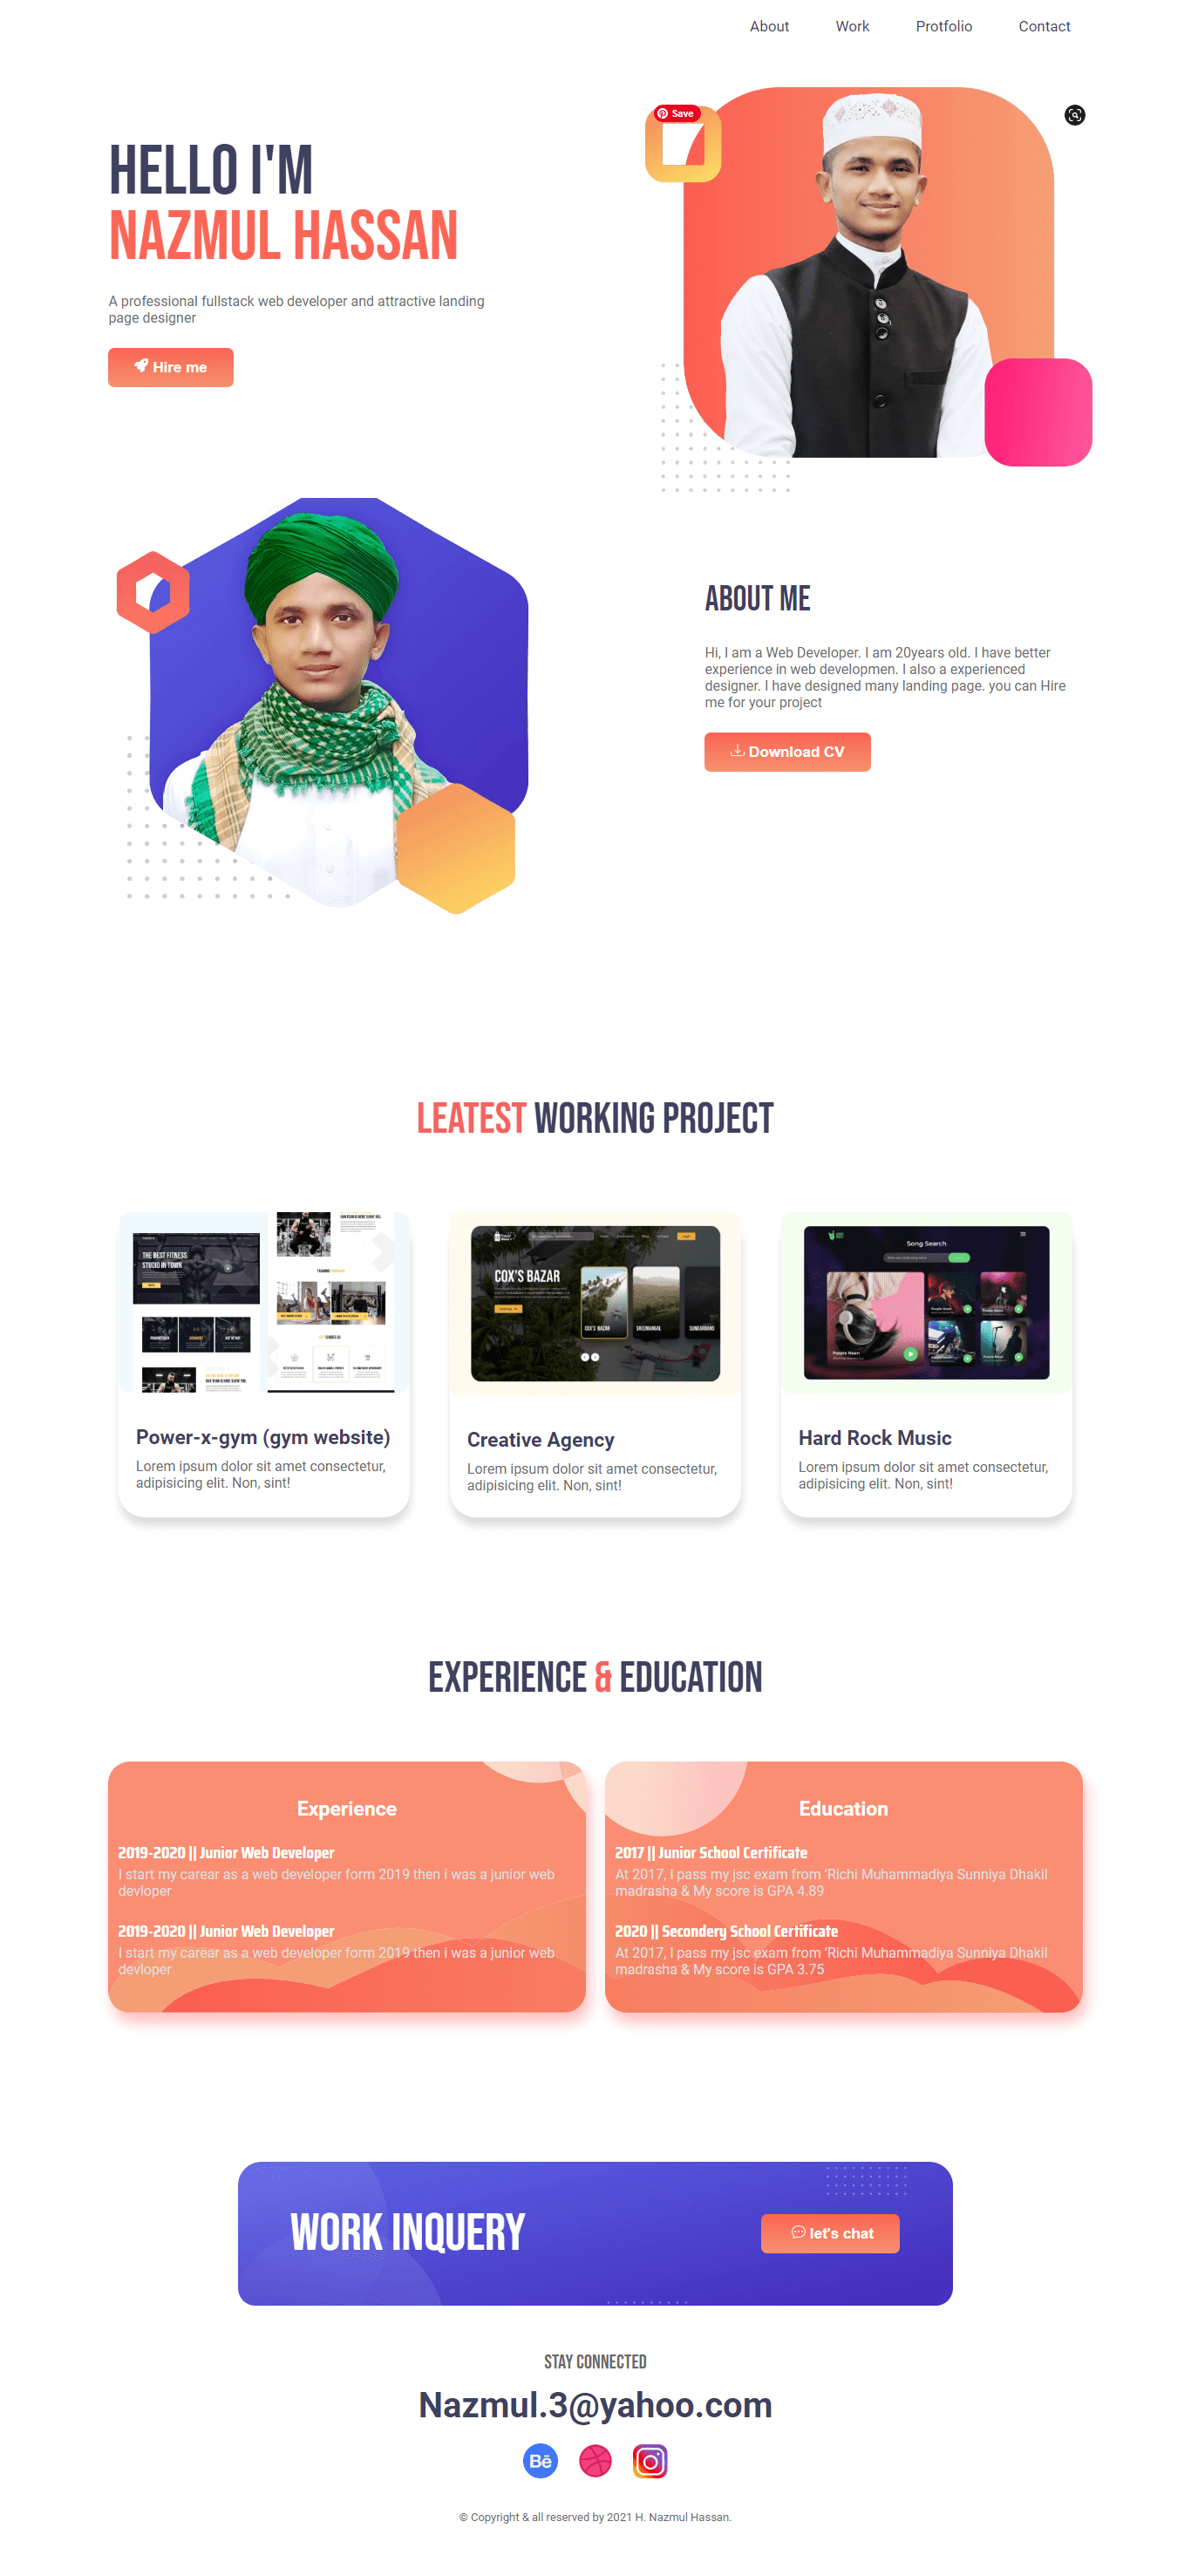 About Work Protfolio Contact
Save
HELLO I'M
NAZMUL HASSAN
A professional fullstack web developer and attractive landing
page designer
Hire me
ABOUT ME
Hi, I am a Web Developer. I am 20years old. I have better
experience in web developmen. I also a experienced
designer. I have designed many landing page. you can Hire
me for your project
Download CV
LEATEST WORKING PROJECT
THE BEST FITNESS
STUDIO IN TOWN
COX'S BAZAR
COX'S BAZAR
SREEMANGAL
SUNDARBANS
Song Search
Power-x-gym (gym website)
Lorem ipsum dolor sit amet consectetur,
adipisicing elit. Non, sint!
Creative Agency
Lorem ipsum dolor sit amet consectetur,
adipisicing elit. Non, sint!
Hard Rock Music
Lorem ipsum dolor sit amet consectetur,
adipisicing elit. Non, sint!
EXPERIENCE & EDUCATION
Experience
2019-2020 || Junior Web Developer
I start my carear as a web developer form 2019 then i was a junior web
devloper
2019-2020 || Junior Web Developer
I start my carear as a web developer form 2019 then i was a junior web
devloper
Education
2017 || Junior School Certificate
At 2017, I pass my jsc exam from ‘Richi Muhammadiya Sunniya Dhakil
madrasha & My score is GPA 4.89
2020 || Secondery School Certificate
At 2017, I pass my jsc exam from ‘Richi Muhammadiya Sunniya Dhakil
madrasha & My score is GPA 3.75
WORK INQUERY
let's chat
STAY CONNECTED
Nazmul.3@yahoo.com
Bē
© Copyright & all reserved by 2021 H. Nazmul Hassan.